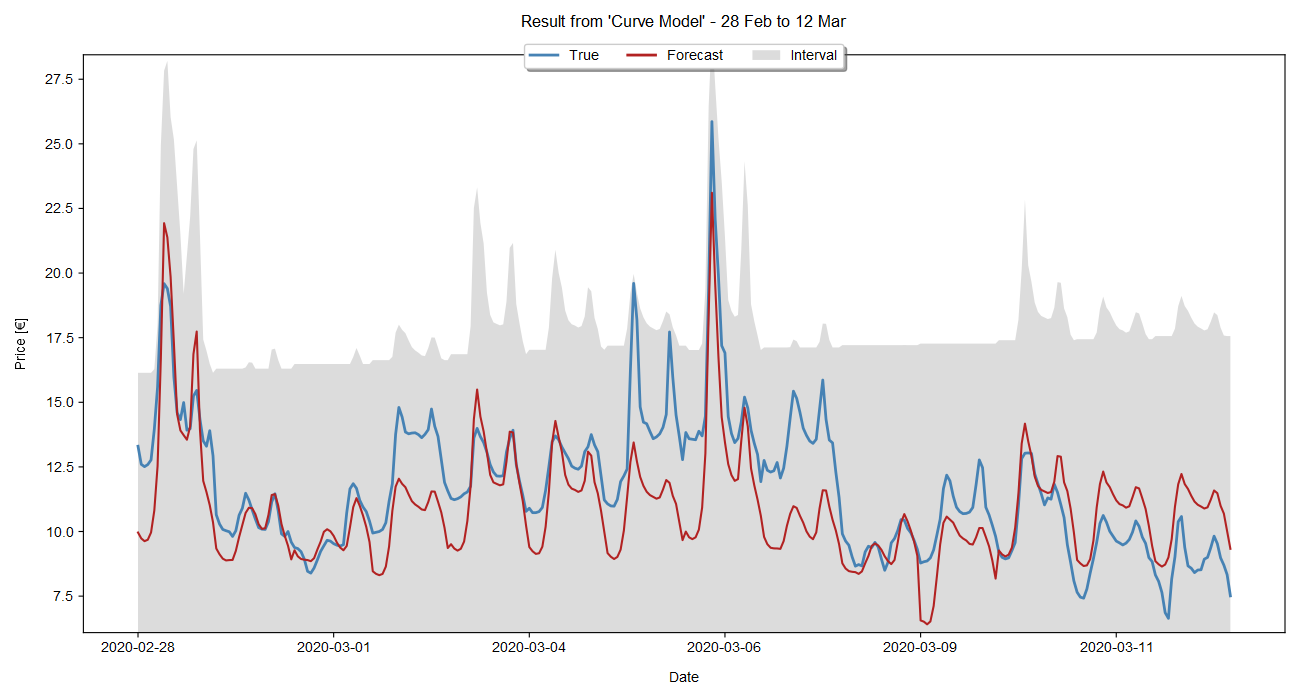 Result from 'Curve Model' - 28 Feb to 12 Mar
True Forecast Interval
27.5
25.0
22.5
20.0
17.5
15.0
12.5
10.0
7.5
Price [€]
2020-02-28 2020-03-01 2020-03-04 2020-03-06 2020-03-09 2020-03-11
Date